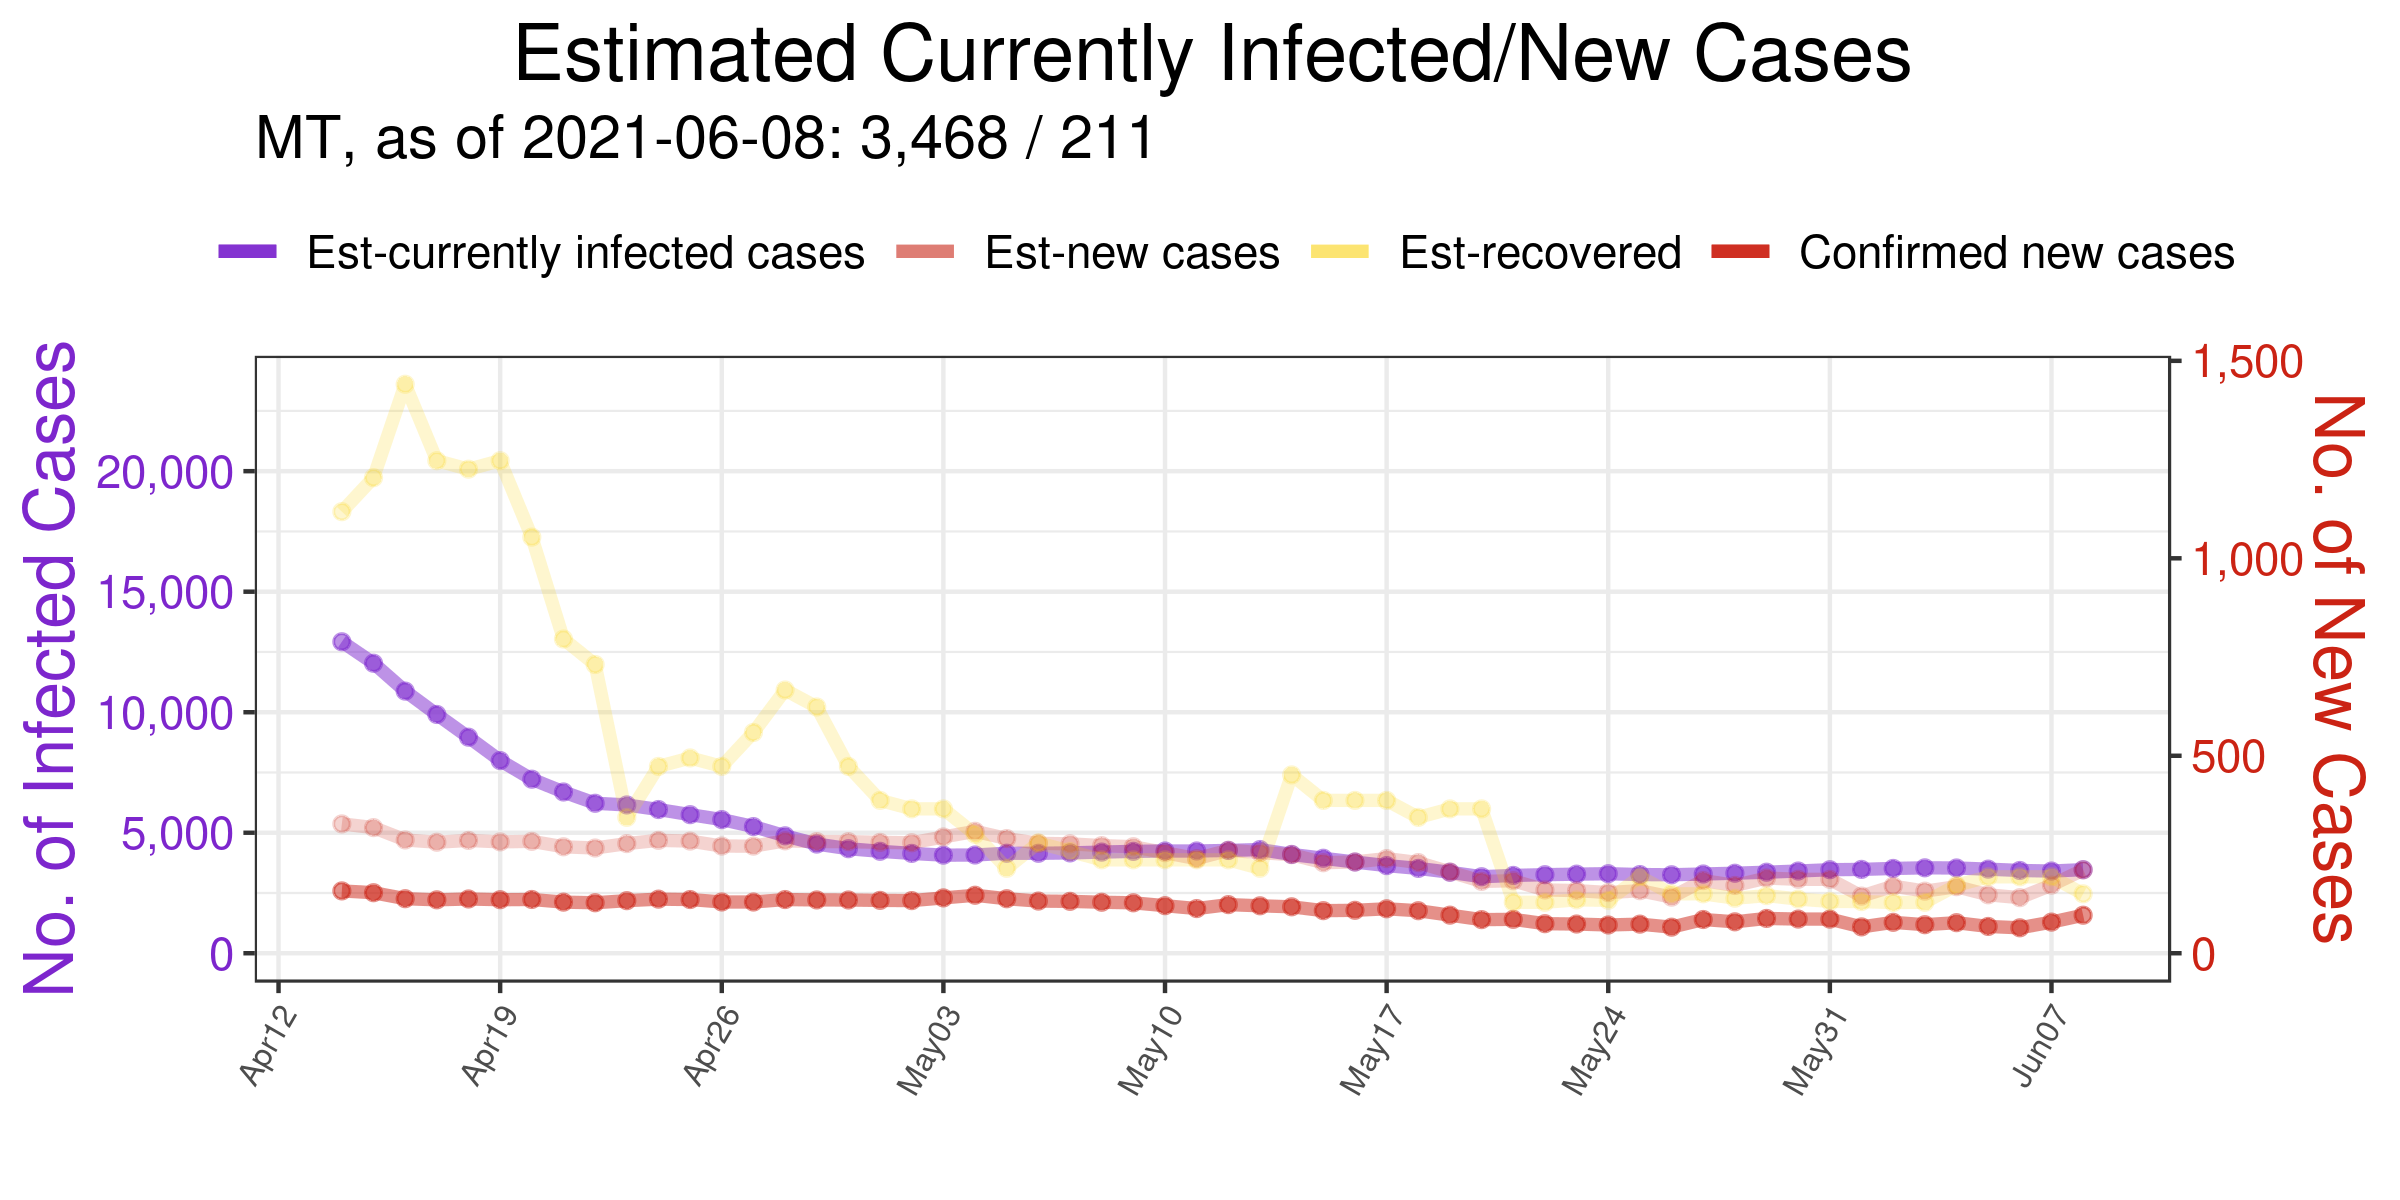 Estimated Currently Infected/New Cases
MT, as of 2021-06-08: 3,468 / 211
Est-currently infected cases Est-new cases Est-recovered Confirmed new cases
No. of Infected Cases
20,000
15,000
10,000
5,000
0
1,500
1,000
500
0
No. of New Cases
Apr12 Apr19 Apr26 May03 May10 May17 May24 May31 Jun07